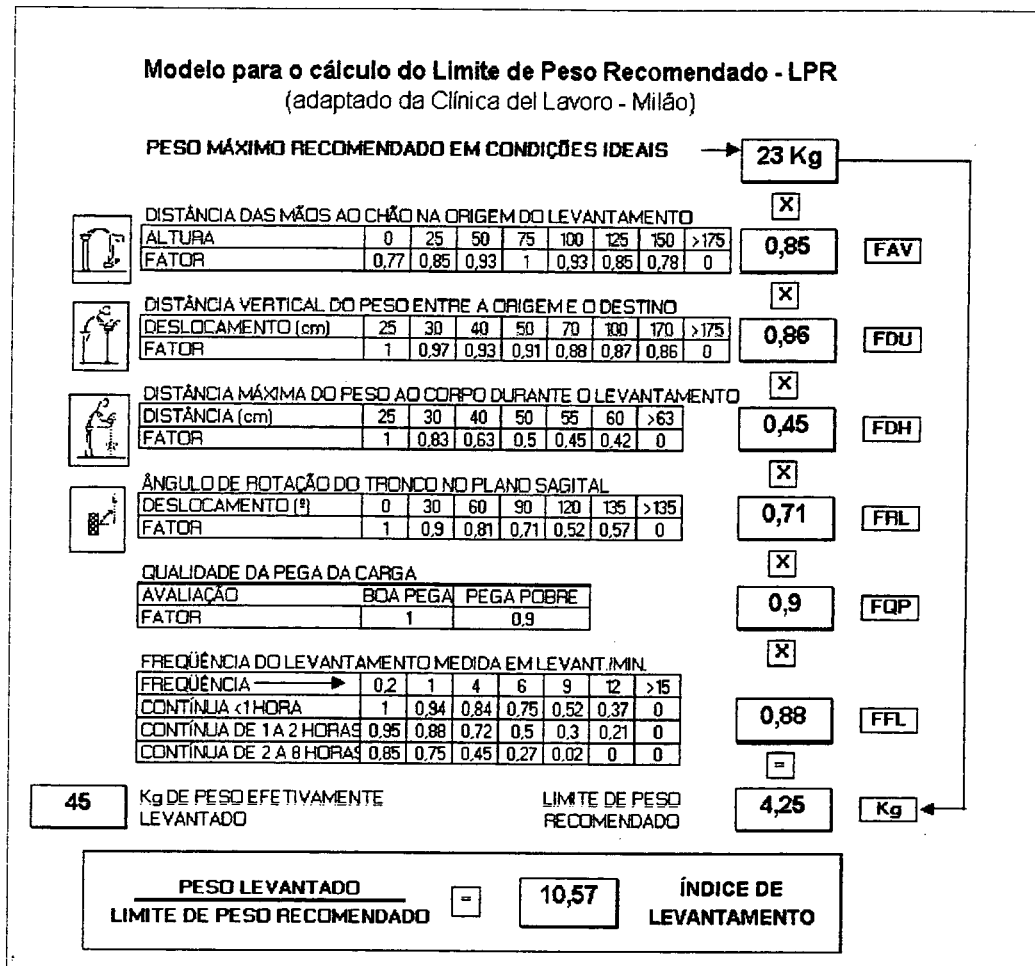 Modelo para o cálculo do Limite de Peso Recomendado - LPR
(adaptado da Clínica del Lavoro - Milão)
PESO MÁXIMO RECOMENDADO EM CONDIÇÕES IDEAIS 23 Kg
X
DISTÂNCIA DAS MÃOS AO CHÃO NA ORIGEM DO LEVANTAMENTO
ALTURA 0 25 50 75 100 125 150 >175
FATOR 0,77 0,85 0,93 1 0,93 0,85 0,78 0
0,85 FAV
X
DISTÂNCIA VERTICAL DO PESO ENTRE A ORIGEM E O DESTINO
DESLOCAMENTO (cm) 25 30 40 50 70 100 170 >175
FATOR 1 0,97 0,93 0,91 0,88 0,87 0,86 0
0,86 FDU
X
DISTÂNCIA MÁXIMA DO PESO AO CORPO DURANTE O LEVANTAMENTO
DISTÂNCIA (cm) 25 30 40 50 55 60 >63
FATOR 1 0,83 0,63 0,5 0,45 0,42 0
0,45 FDH
X
ÂNGULO DE ROTAÇÃO DO TRONCO NO PLANO SAGITAL
DESLOCAMENTO (º) 0 30 60 90 120 135 >135
FATOR 1 0,9 0,81 0,71 0,52 0,57 0
0,71 FRL
X
QUALIDADE DA PEGA DA CARGA
AVALIAÇÃO BOA PEGA PEGA POBRE
FATOR 1 0,9
0,9 FQP
X
FREQÜÊNCIA DO LEVANTAMENTO MEDIDA EM LEVANT./MIN.
FREQÜÊNCIA 0,2 1 4 6 9 12 >15
CONTÍNUA <1 HORA 1 0,94 0,84 0,75 0,52 0,37 0
CONTÍNUA DE 1 A 2 HORAS 0,95 0,88 0,72 0,5 0,3 0,21 0
CONTÍNUA DE 2 A 8 HORAS 0,85 0,75 0,45 0,27 0,02 0 0
0,88 FFL
=
45 Kg DE PESO EFETIVAMENTE
LEVANTADO
LIMITE DE PESO
RECOMENDADO
4,25 Kg
PESO LEVANTADO
LIMITE DE PESO RECOMENDADO
= 10,57
ÍNDICE DE
LEVANTAMENTO